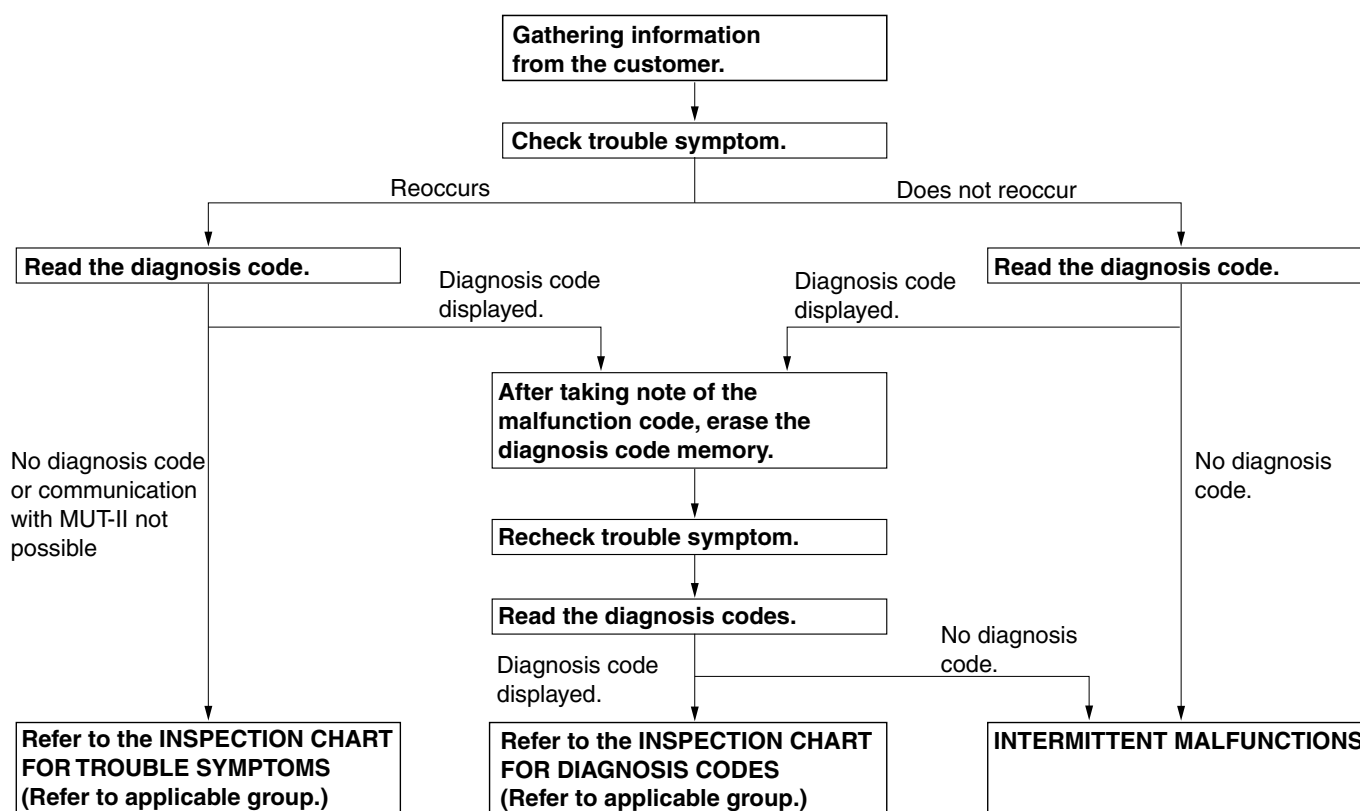 Gathering information
from the customer.
Check trouble symptom.
Reoccurs
Does not reoccur
Read the diagnosis code.
Read the diagnosis code.
Diagnosis code
displayed.
Diagnosis code
displayed.
After taking note of the
malfunction code, erase the
diagnosis code memory.
No diagnosis code
or communication
with MUT-II not
possible
No diagnosis
code.
Recheck trouble symptom.
Read the diagnosis codes.
Diagnosis code
displayed.
No diagnosis
code.
Refer to the INSPECTION CHART
FOR TROUBLE SYMPTOMS
(Refer to applicable group.)
Refer to the INSPECTION CHART
FOR DIAGNOSIS CODES
(Refer to applicable group.)
INTERMITTENT MALFUNCTIONS